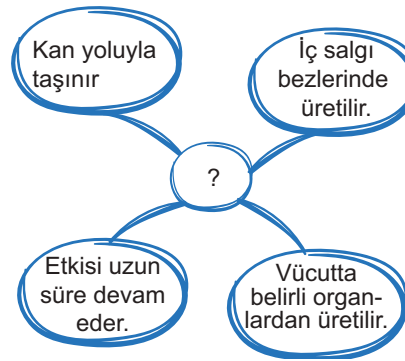 Kan yoluyla
taşınır
İç salgı
bezlerinde
üretilir.
?
Etkisi uzun
süre devam
eder.
Vücutta
belirli organ-
lardan üretilir.